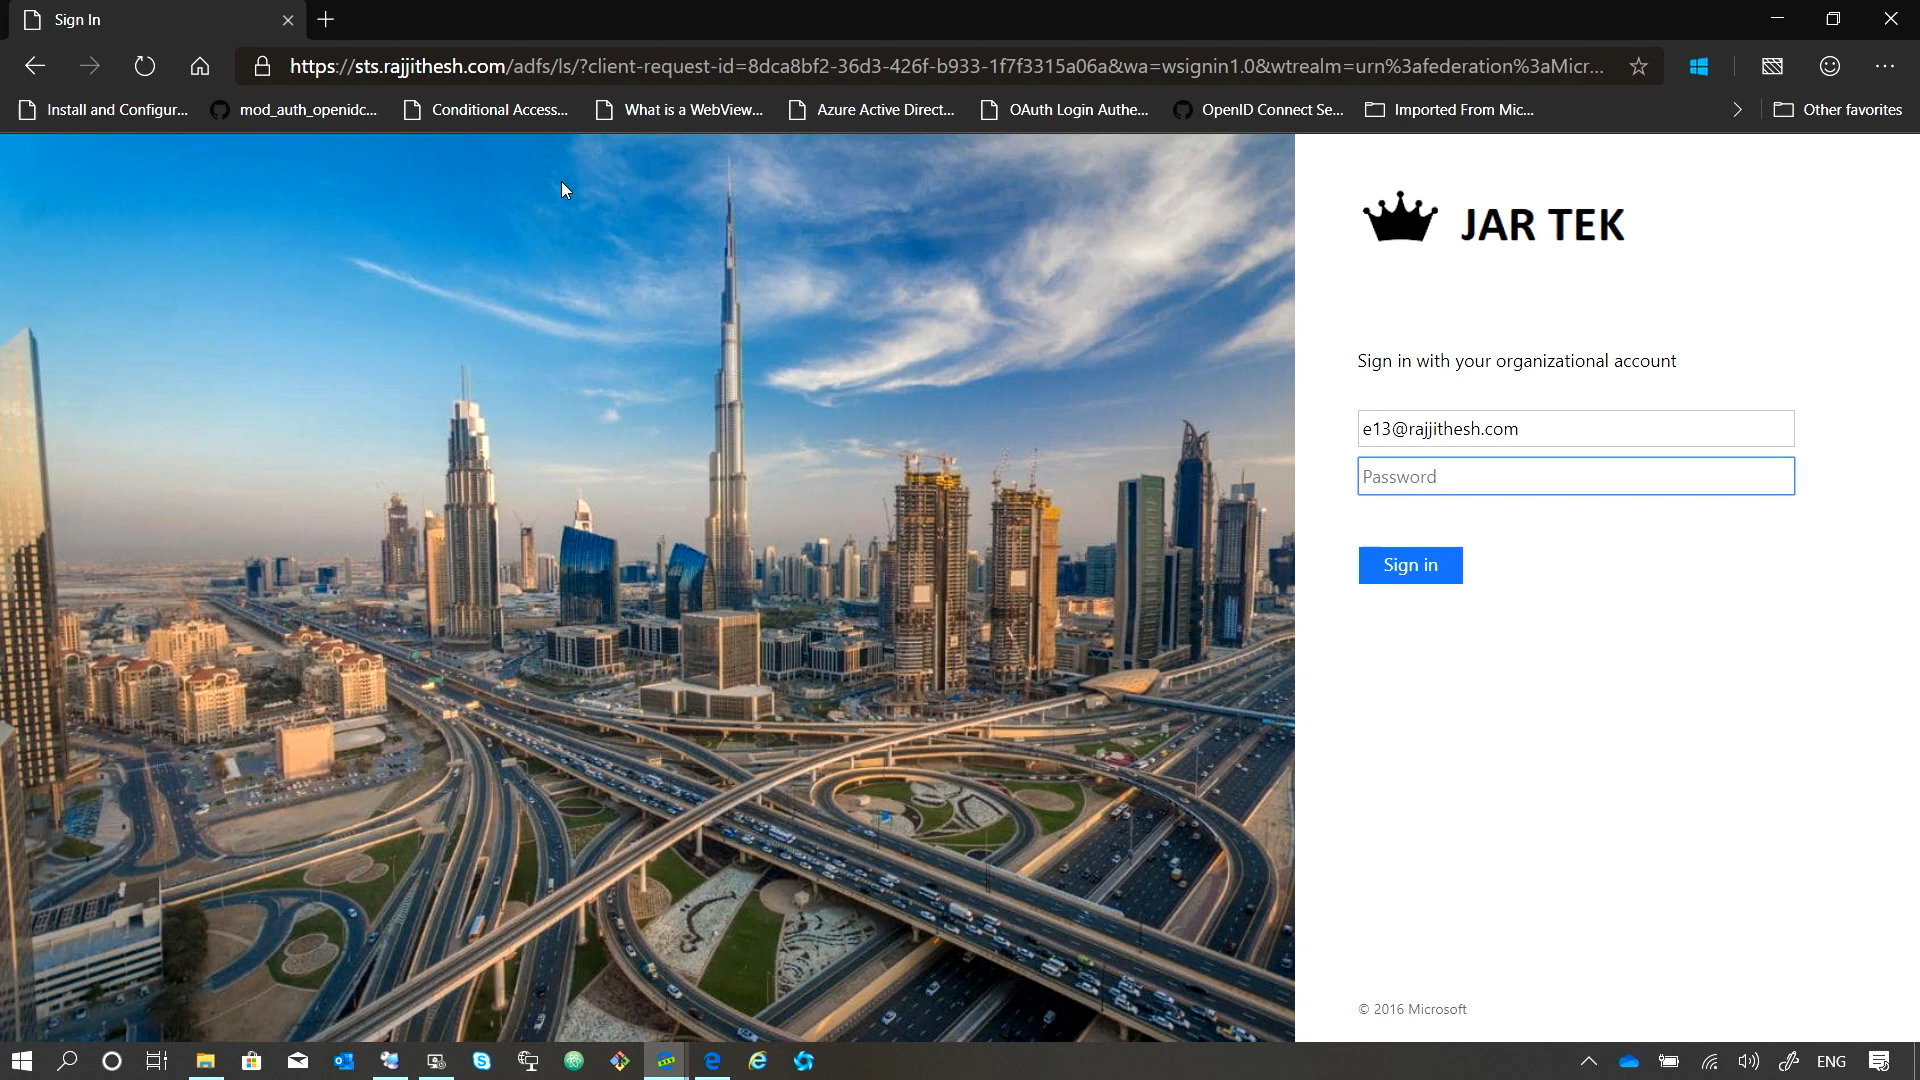 Sign In
https://sts.rajjithesh.com/adfs/ls/?client-request-id=8dca8bf2-36d3-426f-b933-1f7f3315a06a&wa=wsignin1.0&wtrealm=urn%3afederation%3aMicr...
Install and Configur... mod_auth_openidc... Conditional Access... What is a WebView... Azure Active Direct... OAuth Login Authe... OpenID Connect Se... Imported From Mic... Other favorites
JAR TEK
Sign in with your organizational account
e13@rajjithesh.com
Password
Sign in
© 2016 Microsoft
ENG